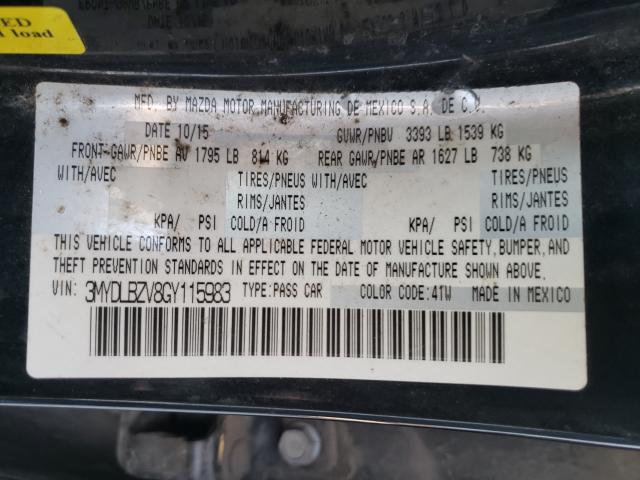 ED
load
MFD. BY MAZDA MOTOR MANUFACTURING DE MEXICO S.A. DE C.V.
DATE 10/15 GVWR/PNBV 3393 LB 1539 KG
FRONT GAWR/PNBE AV 1795 LB 814 KG REAR GAWR/PNBE AR 1627 LB 738 KG
WITH/AVEC TIRES/PNEUS WITH/AVEC TIRES/PNEUS
RIMS/JANTES RIMS/JANTES
KPA/ PSI COLD/A FROID KPA/ PSI COLD/A FROID
THIS VEHICLE CONFORMS TO ALL APPLICABLE FEDERAL MOTOR VEHICLE SAFETY, BUMPER, AND
THEFT PREVENTION STANDARDS IN EFFECT ON THE DATE OF MANUFACTURE SHOWN ABOVE.
VIN: 3MYDLBZV8GY115983 TYPE:PASS CAR COLOR CODE:41W MADE IN MEXICO